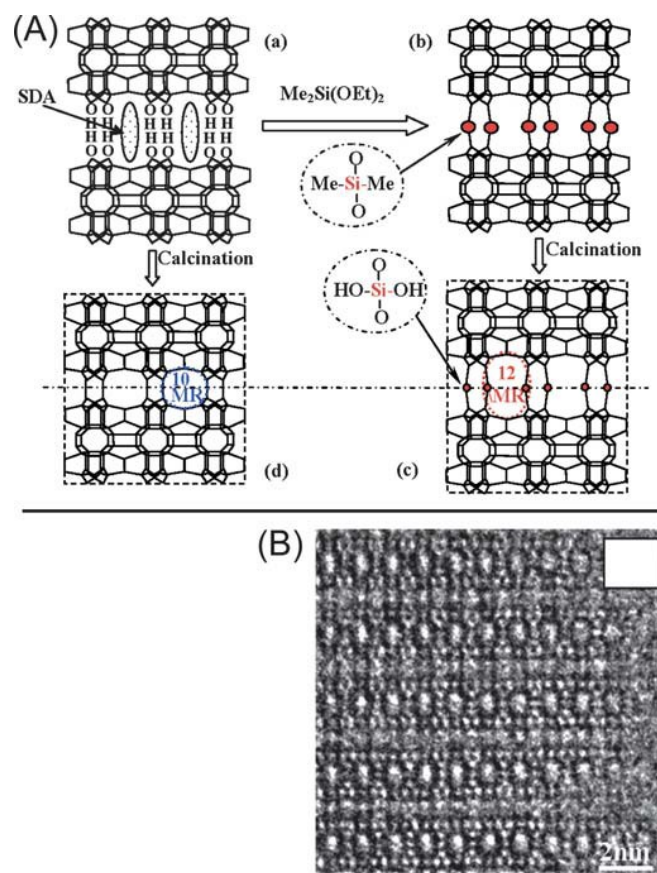 (A)
(a)
(b)
SDA
Me₂Si(OEt)₂
O O O O O O
H H H H H H
H H H H H H
O O O O O O
O
Me-Si-Me
O
Calcination
Calcination
O
HO-Si-OH
O
10
MR
12
MR
(d)
(c)
(B)
2nm